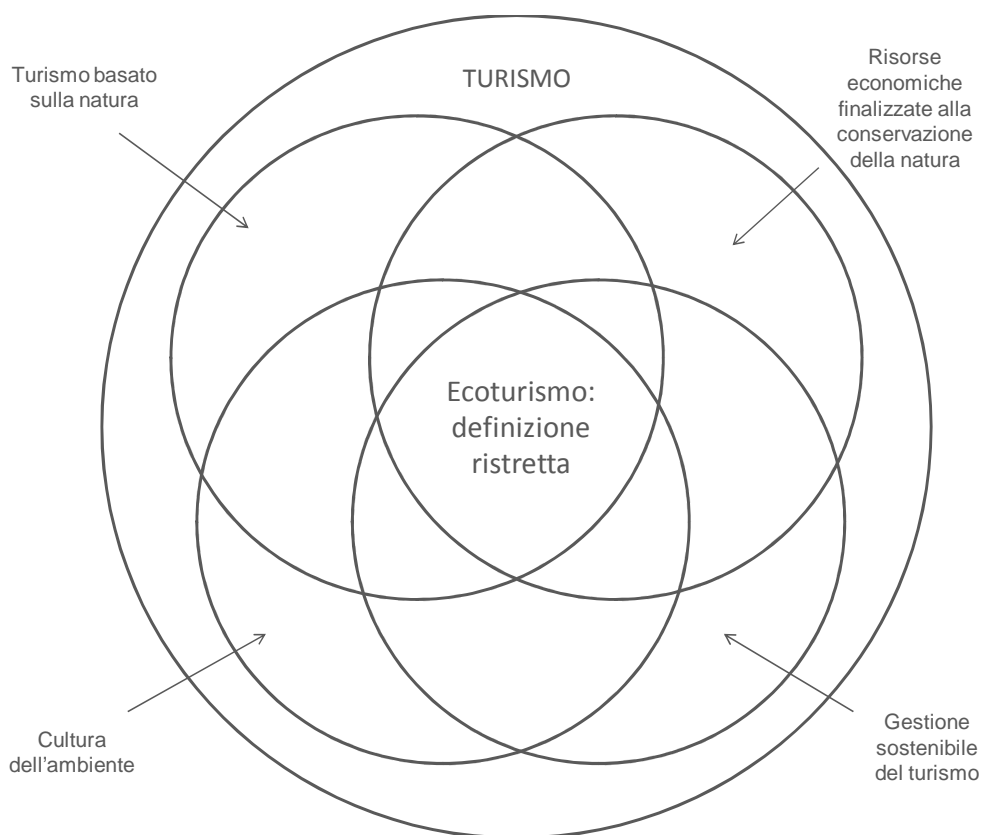 TURISMO
Turismo basato
sulla natura
Risorse
economiche
finalizzate alla
conservazione
della natura
Ecoturismo:
definizione
ristretta
Cultura
dell'ambiente
Gestione
sostenibile
del turismo